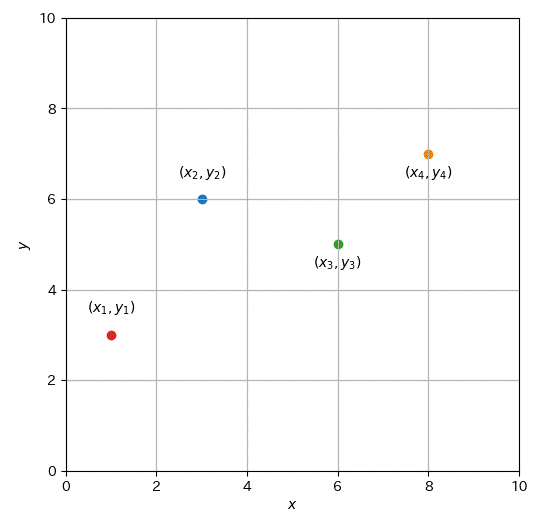 10
8
(x₂, y₂)
(x₄, y₄)
6
y
(x₃, y₃)
4
(x₁, y₁)
2
0
0 2 4 6 8 10
x